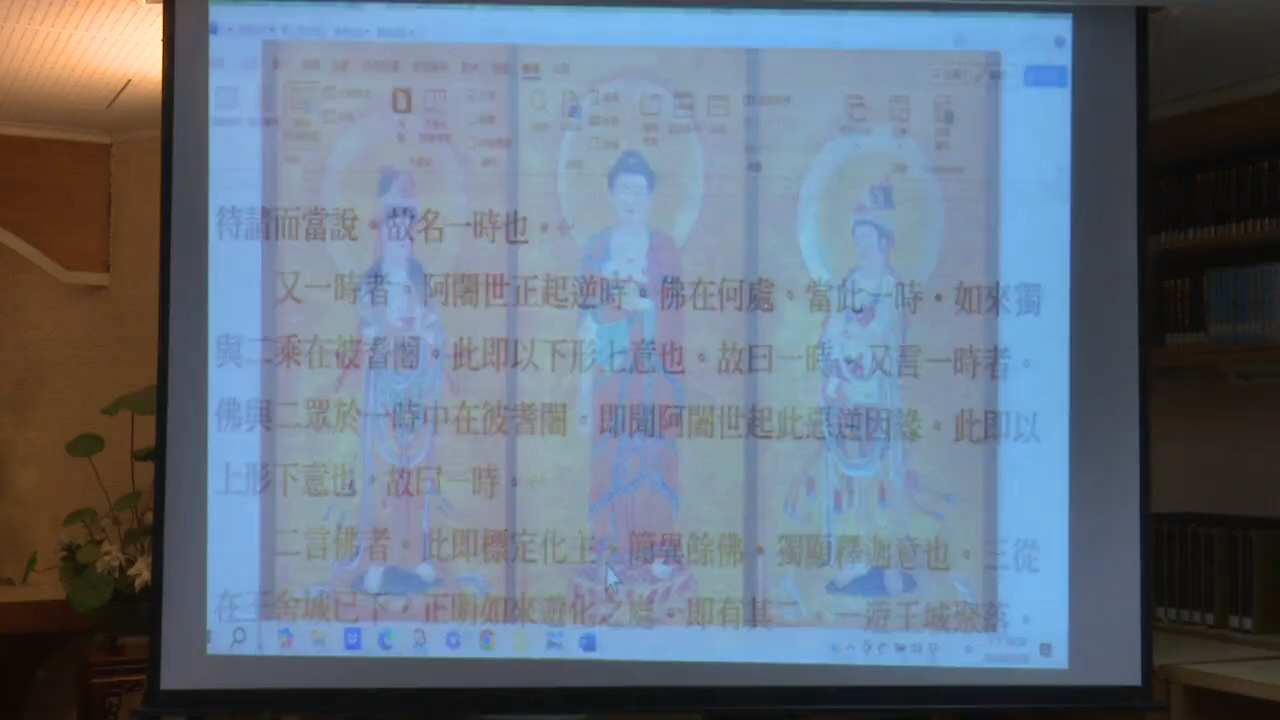 待請而當說。故名一時也。
又一時者。阿闍世正起逆時。佛在何處。當此一時。如來獨
與二乘在彼耆闍。此即以下形上意也。故曰一時。又言一時者。
佛與二眾於一時中在彼耆闍。即聞阿闍世起此惡逆因緣。此即以
上形下意也。故曰一時。
二言佛者。此即標定化主。簡異餘佛。獨顯釋迦意也。三從
在王舍城已下。正明如來遊化之處。即有其二。一遊王城聚落。